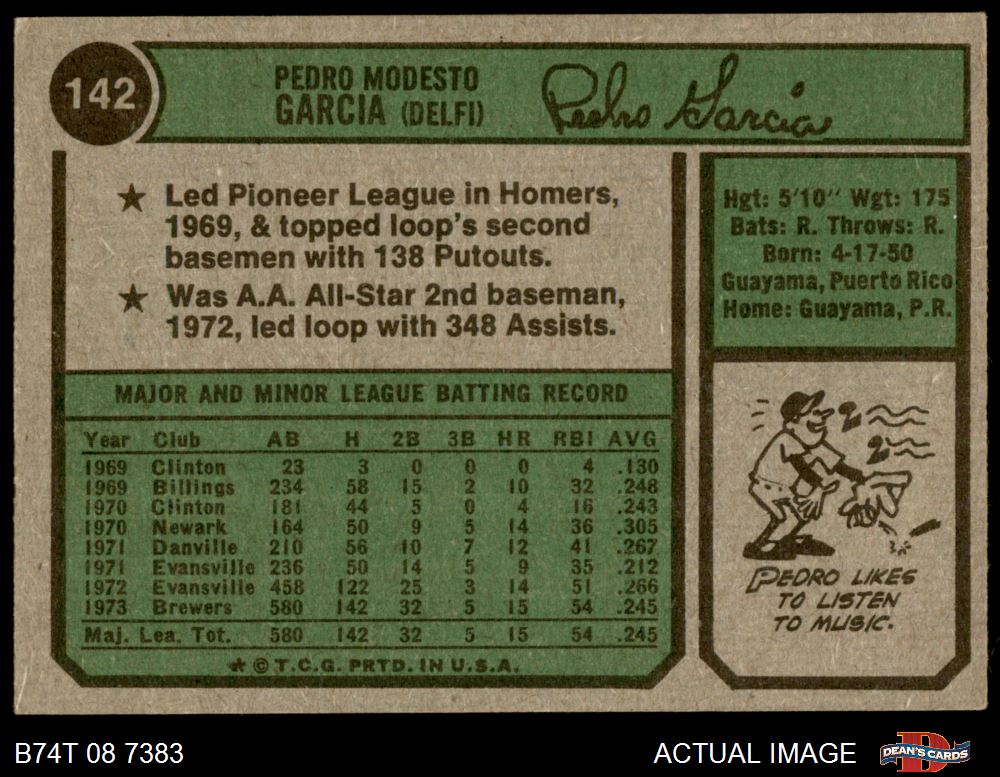 142
PEDRO MODESTO
GARCIA (DELFI)
Pedro Garcia
★ Led Pioneer League in Homers,
1969, & topped loop's second
basemen with 138 Putouts.
★ Was A.A. All-Star 2nd baseman,
1972, led loop with 348 Assists.
Hgt: 5'10" Wgt: 175
Bats: R. Throws: R.
Born: 4-17-50
Guayama, Puerto Rico
Home: Guayama, P.R.
MAJOR AND MINOR LEAGUE BATTING RECORD
Year Club AB H 2B 3B HR RBI AVG
1969 Clinton 23 3 0 0 0 4 .130
1969 Billings 234 58 15 2 10 32 .248
1970 Clinton 181 44 5 0 4 16 .243
1970 Newark 164 50 9 5 14 36 .305
1971 Danville 210 56 10 7 12 41 .267
1971 Evansville 236 50 14 5 9 35 .212
1972 Evansville 458 122 25 3 14 51 .266
1973 Brewers 580 142 32 5 15 54 .245
Maj. Lea. Tot. 580 142 32 5 15 54 .245
★ © T.C.G. PRTD. IN U.S.A.
PEDRO LIKES
TO LISTEN
TO MUSIC.
B74T 08 7383
ACTUAL IMAGE
DEAN'S CARDS